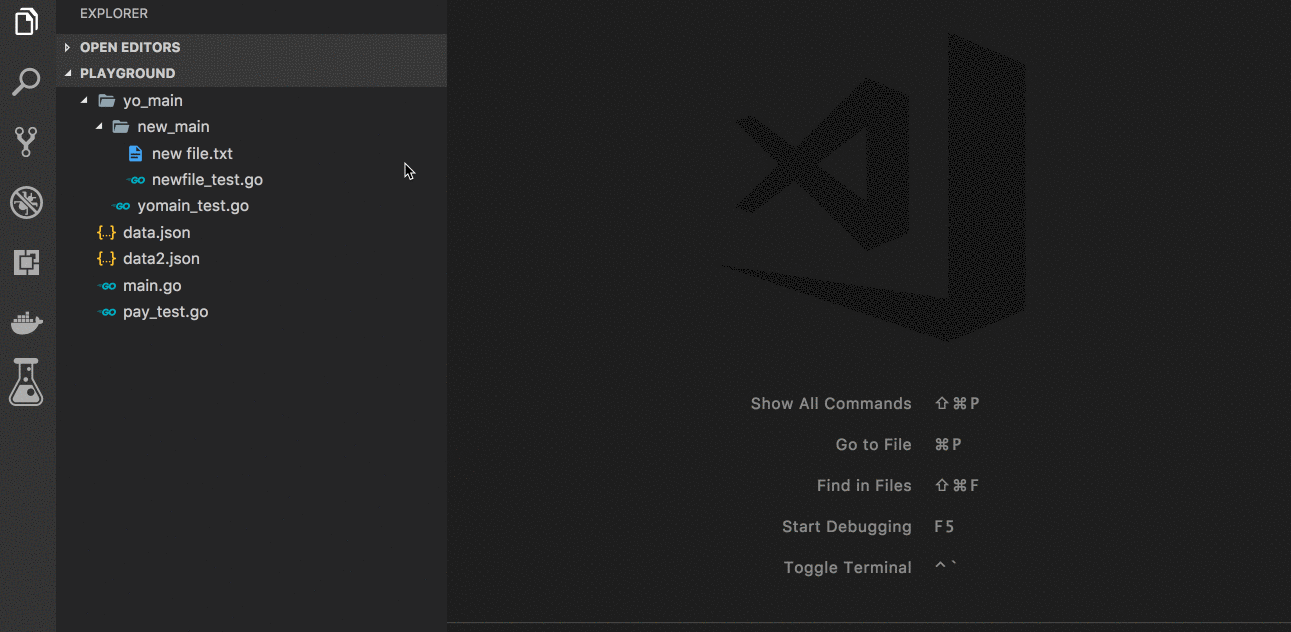 EXPLORER
OPEN EDITORS
PLAYGROUND
yo_main
new_main
new file.txt
GO newfile_test.go
GO yomain_test.go
{..} data.json
{..} data2.json
GO main.go
GO pay_test.go
Show All Commands ⇧⌘P
Go to File ⌘P
Find in Files ⇧⌘F
Start Debugging F5
Toggle Terminal ^`